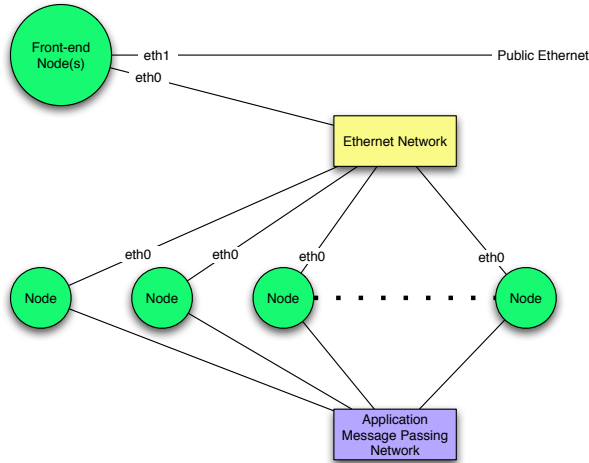 Front-end
Node(s)
eth1
Public Ethernet
eth0
Ethernet Network
eth0
eth0
eth0
eth0
Node
Node
Node
Node
Application
Message Passing
Network